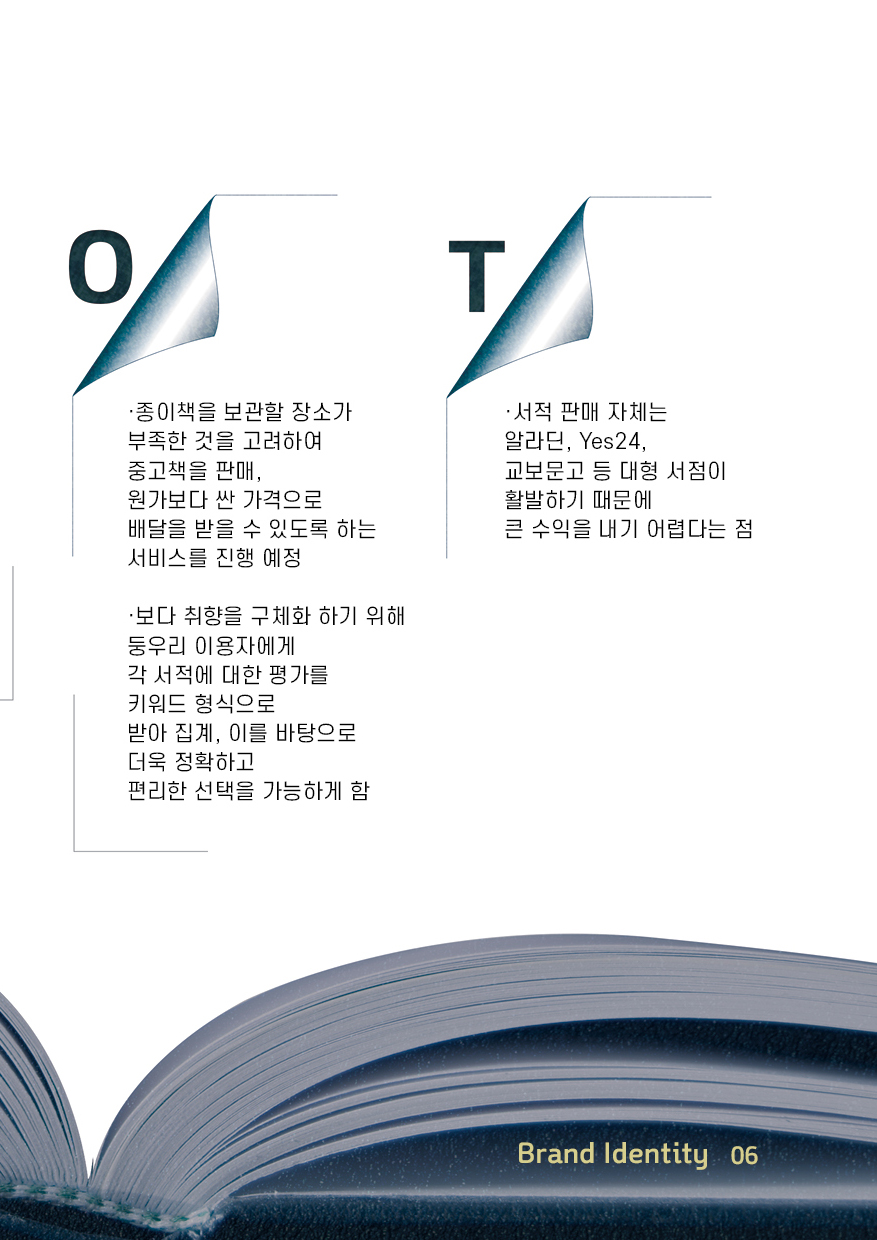 O
·종이책을 보관할 장소가
부족한 것을 고려하여
중고책을 판매,
원가보다 싼 가격으로
배달을 받을 수 있도록 하는
서비스를 진행 예정
·보다 취향을 구체화 하기 위해
둥우리 이용자에게
각 서적에 대한 평가를
키워드 형식으로
받아 집계, 이를 바탕으로
더욱 정확하고
편리한 선택을 가능하게 함
T
·서적 판매 자체는
알라딘, Yes24,
교보문고 등 대형 서점이
활발하기 때문에
큰 수익을 내기 어렵다는 점
Brand Identity 06